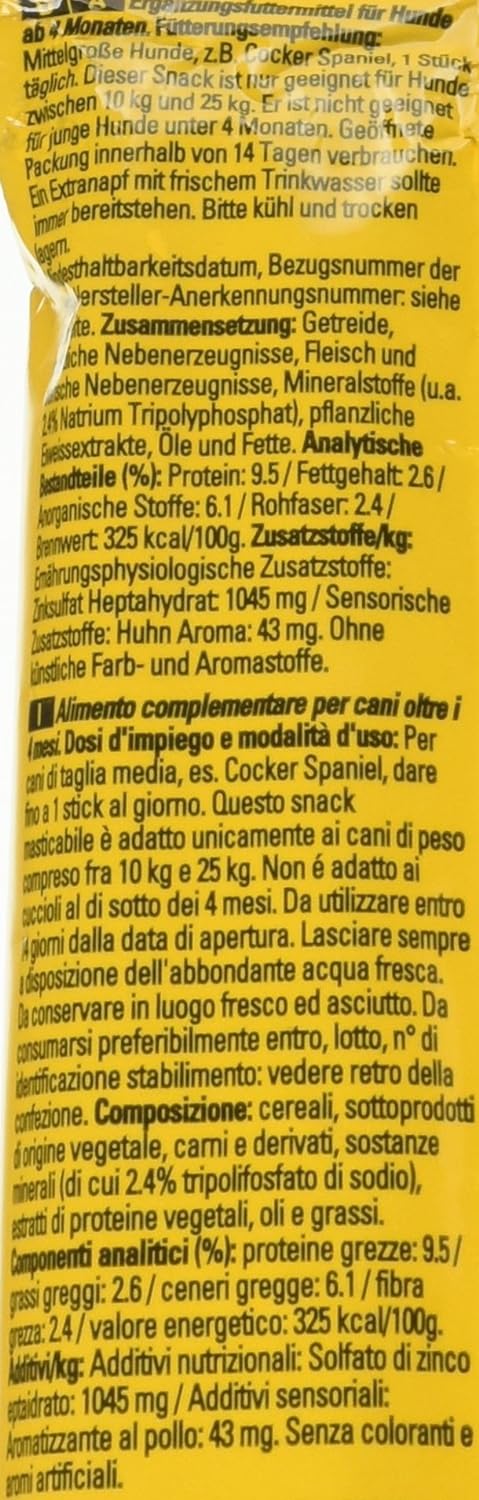 Ergänzungsfuttermittel für Hunde
ab 4 Monaten. Fütterungsempfehlung:
Mittelgroße Hunde, z.B. Cocker Spaniel, 1 Stück
täglich. Dieser Snack ist nur geeignet für Hunde
zwischen 10 kg und 25 kg. Er ist nicht geeignet
für junge Hunde unter 4 Monaten. Geöffnete
Packung innerhalb von 14 Tagen verbrauchen.
Ein Extranapf mit frischem Trinkwasser sollte
immer bereitstehen. Bitte kühl und trocken
lagern.
desthaltbarkeitsdatum, Bezugsnummer der
Hersteller-Anerkennungsnummer: siehe
te. Zusammensetzung: Getreide,
iche Nebenerzeugnisse, Fleisch und
sche Nebenerzeugnisse, Mineralstoffe (u.a.
2.4% Natrium Tripolyphosphat), pflanzliche
Eiweissextrakte, Öle und Fette. Analytische
Bestandteile (%): Protein: 9.5 / Fettgehalt: 2.6 /
Anorganische Stoffe: 6.1 / Rohfaser: 2.4 /
Brennwert: 325 kcal/100g. Zusatzstoffe/kg:
Ernährungsphysiologische Zusatzstoffe:
Zinksulfat Heptahydrat: 1045 mg / Sensorische
Zusatzstoffe: Huhn Aroma: 43 mg. Ohne
künstliche Farb- und Aromastoffe.
I Alimento complementare per cani oltre i
4 mesi. Dosi d'impiego e modalità d'uso: Per
cani di taglia media, es. Cocker Spaniel, dare
fino a 1 stick al giorno. Questo snack
masticabile è adatto unicamente ai cani di peso
compreso fra 10 kg e 25 kg. Non é adatto ai
cuccioli al di sotto dei 4 mesi. Da utilizzare entro
14 giorni dalla data di apertura. Lasciare sempre
a disposizione dell'abbondante acqua fresca.
Da conservare in luogo fresco ed asciutto. Da
consumarsi preferibilmente entro, lotto, n° di
identificazione stabilimento: vedere retro della
confezione. Composizione: cereali, sottoprodotti
di origine vegetale, carni e derivati, sostanze
minerali (di cui 2.4% tripolifosfato di sodio),
estratti di proteine vegetali, oli e grassi.
Componenti analitici (%): proteine grezze: 9.5 /
grassi greggi: 2.6 / ceneri gregge: 6.1 / fibra
grezza: 2.4 / valore energetico: 325 kcal/100g.
Additivi/kg: Additivi nutrizionali: Solfato di zinco
eptaidrato: 1045 mg / Additivi sensoriali:
Aromatizzante al pollo: 43 mg. Senza coloranti e
aromi artificiali.